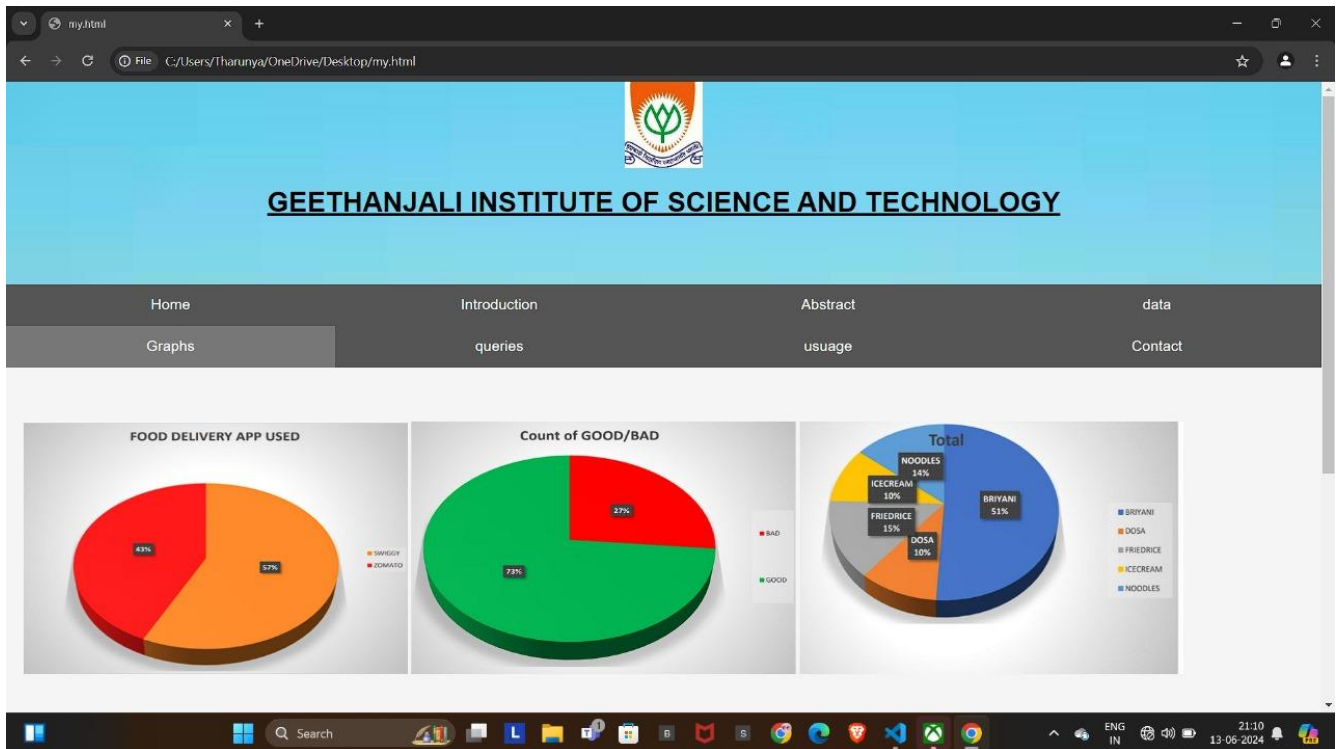 my.html
File C:/Users/Tharunya/OneDrive/Desktop/my.html
GEETHANJALI INSTITUTE OF SCIENCE AND TECHNOLOGY
Home Introduction Abstract data
Graphs queries usuage Contact
FOOD DELIVERY APP USED
43%
57%
SWIGGY
ZOMATO
Count of GOOD/BAD
27%
73%
BAD
GOOD
Total
NOODLES
14%
ICECREAM
10%
BRIYANI
51%
FRIEDRICE
15%
DOSA
10%
BRIYANI
DOSA
FRIEDRICE
ICECREAM
NOODLES
Search
ENG
IN
21:10
13-06-2024